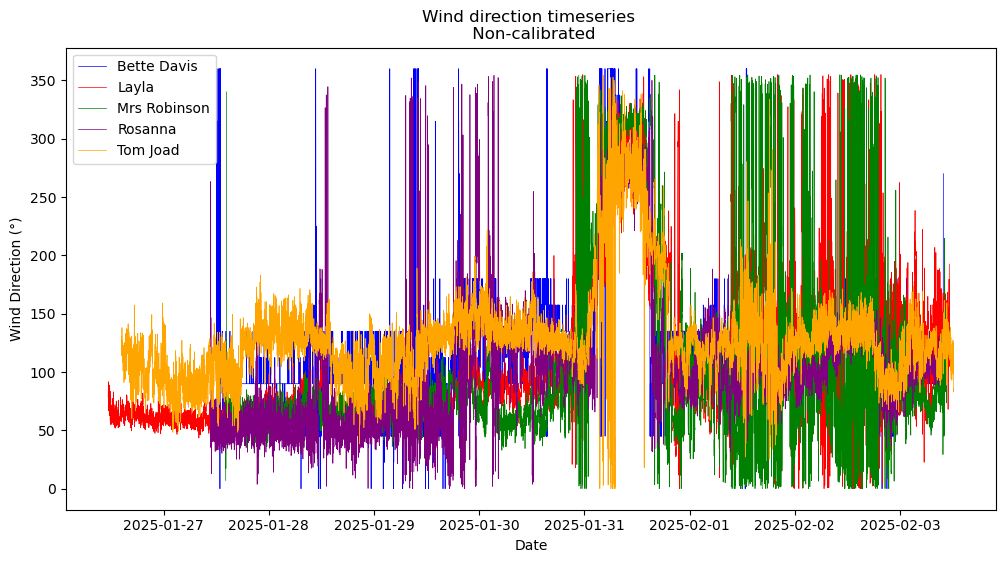 Wind direction timeseries
Non-calibrated
Bette Davis
Layla
Mrs Robinson
Rosanna
Tom Joad
Wind Direction (°)
350
300
250
200
150
100
50
0
2025-01-27
2025-01-28
2025-01-29
2025-01-30
2025-01-31
2025-02-01
2025-02-02
2025-02-03
Date